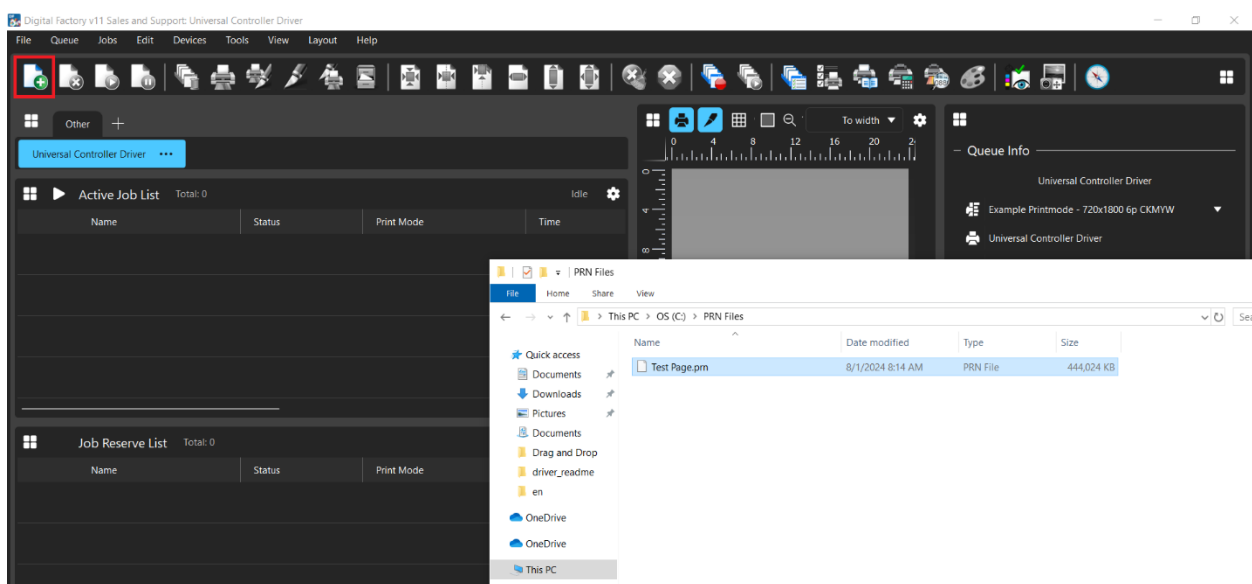 Digital Factory v11 Sales and Support: Universal Controller Driver
File Queue Jobs Edit Devices Tools View Layout Help
Other
To width
Universal Controller Driver
0 4 8 12 16 20
Queue Info
Universal Controller Driver
Active Job List Total: 0 Idle
Name Status Print Mode Time
0
4
8
Example Printmode - 720x1800 6p CKMYW
Universal Controller Driver
PRN Files
File Home Share View
This PC > OS (C:) > PRN Files
Name Date modified Type Size
Test Page.prn 8/1/2024 8:14 AM PRN File 444,024 KB
Quick access
Documents
Downloads
Pictures
Documents
Drag and Drop
driver_readme
en
OneDrive
OneDrive
This PC
Job Reserve List Total: 0
Name Status Print Mode